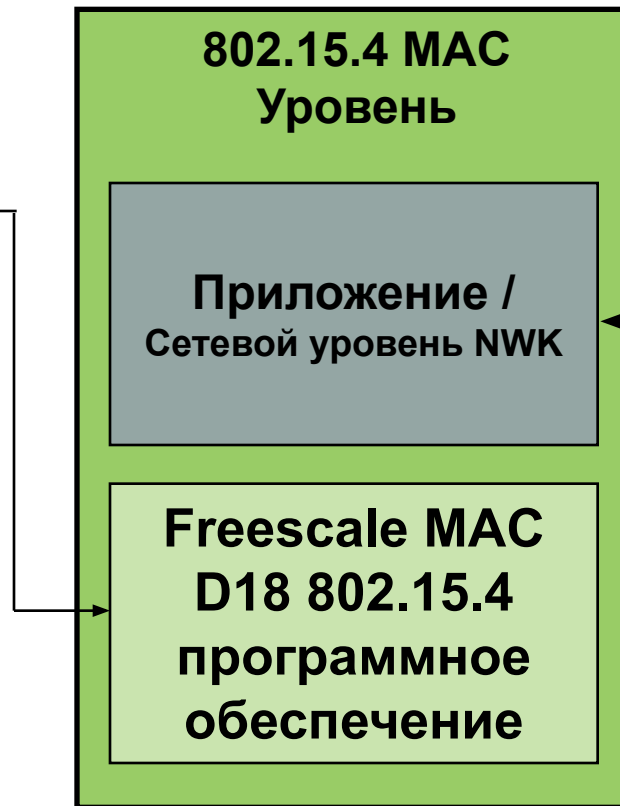 802.15.4 MAC
Уровень
Приложение /
Сетевой уровень NWK
Freescale MAC
D18 802.15.4
программное
обеспечение